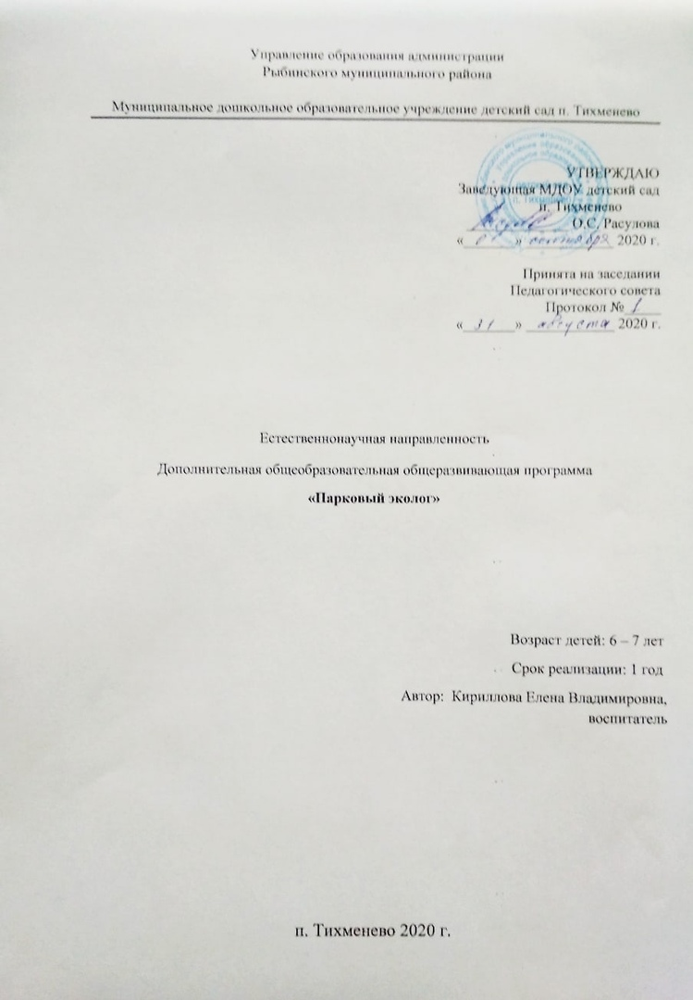 Управление образования администрации
Рыбинского муниципального района
Муниципальное дошкольное образовательное учреждение детский сад п. Тихменево
УТВЕРЖДАЮ
Заведующая МДОУ детский сад
п. Тихменево
О.С. Расулова
«01» сентября 2020 г.
Принята на заседании
Педагогического совета
Протокол № 1
«31» августа 2020 г.
Естественнонаучная направленность
Дополнительная общеобразовательная общеразвивающая программа
«Парковый эколог»
Возраст детей: 6 – 7 лет
Срок реализации: 1 год
Автор: Кириллова Елена Владимировна,
воспитатель
п. Тихменево 2020 г.